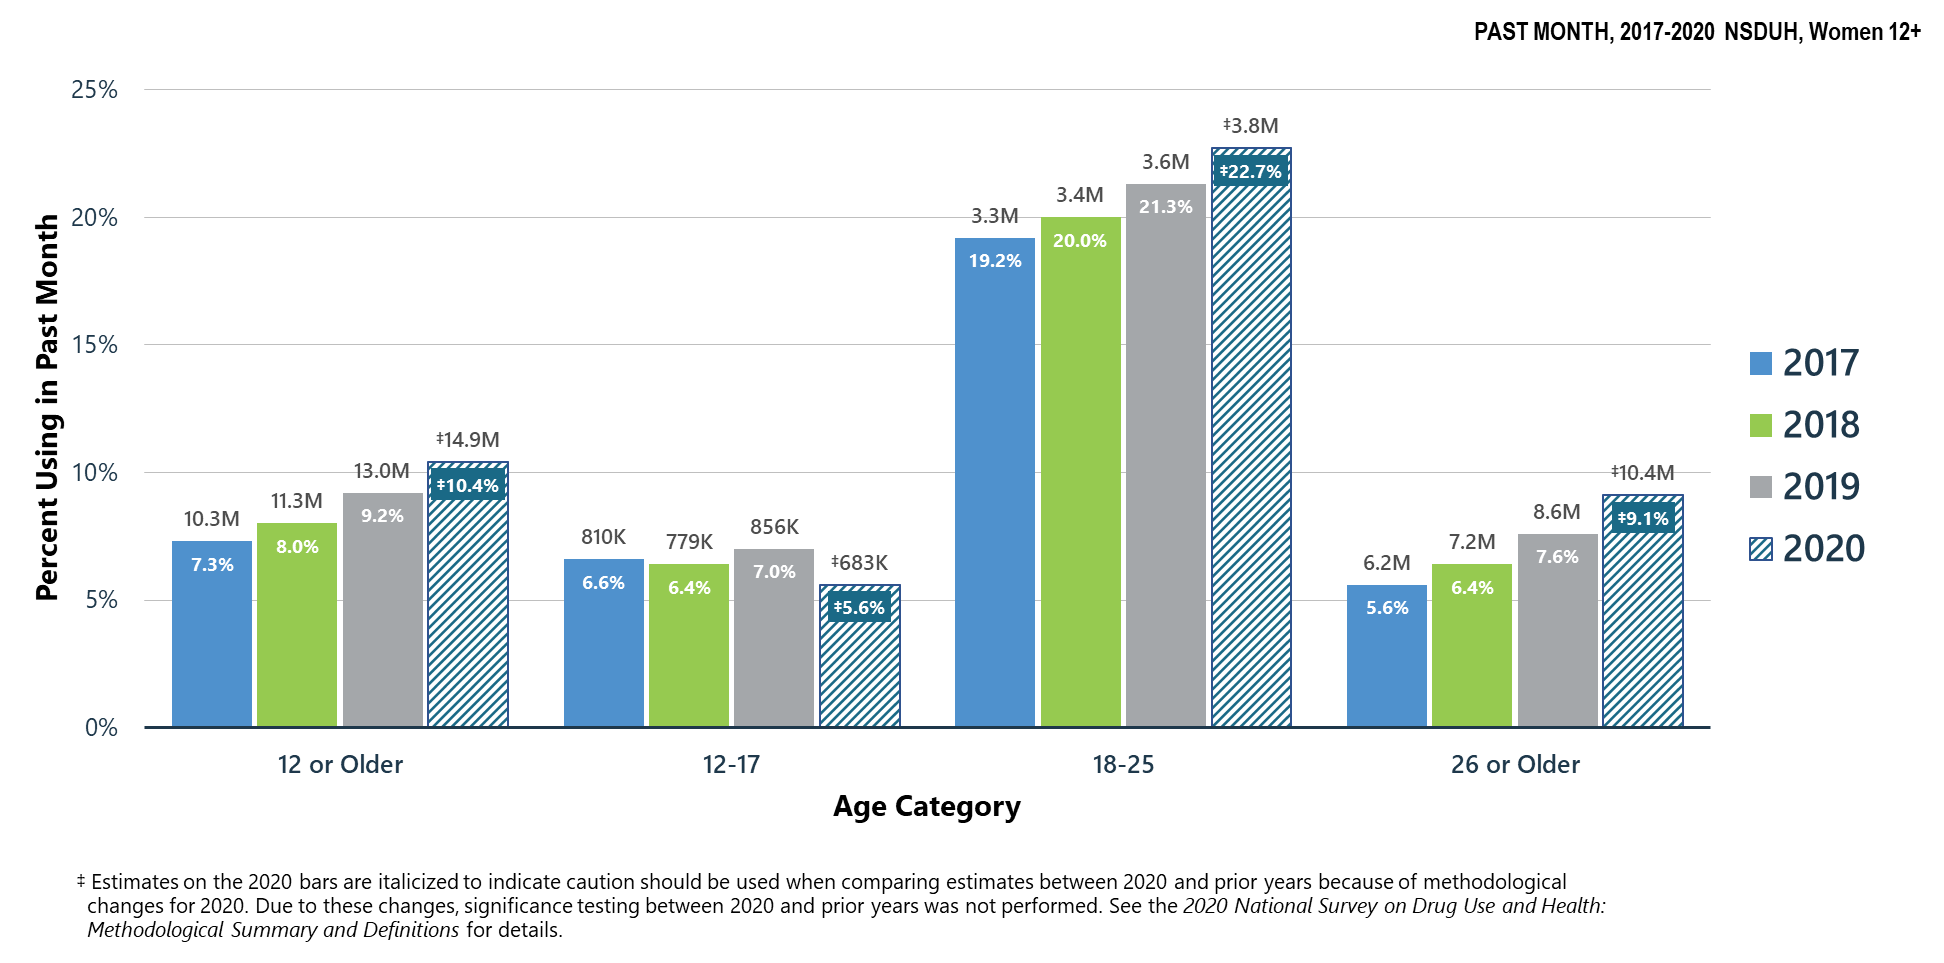 PAST MONTH, 2017-2020 NSDUH, Women 12+
Percent Using in Past Month
25%
20%
15%
10%
5%
0%
10.3M
7.3%
11.3M
8.0%
13.0M
9.2%
‡14.9M
‡10.4%
810K
6.6%
779K
6.4%
856K
7.0%
‡683K
‡5.6%
3.3M
19.2%
3.4M
20.0%
3.6M
21.3%
‡3.8M
‡22.7%
6.2M
5.6%
7.2M
6.4%
8.6M
7.6%
‡10.4M
‡9.1%
12 or Older
12-17
18-25
26 or Older
Age Category
2017
2018
2019
2020
‡ Estimates on the 2020 bars are italicized to indicate caution should be used when comparing estimates between 2020 and prior years because of methodological
changes for 2020. Due to these changes, significance testing between 2020 and prior years was not performed. See the 2020 National Survey on Drug Use and Health:
Methodological Summary and Definitions for details.